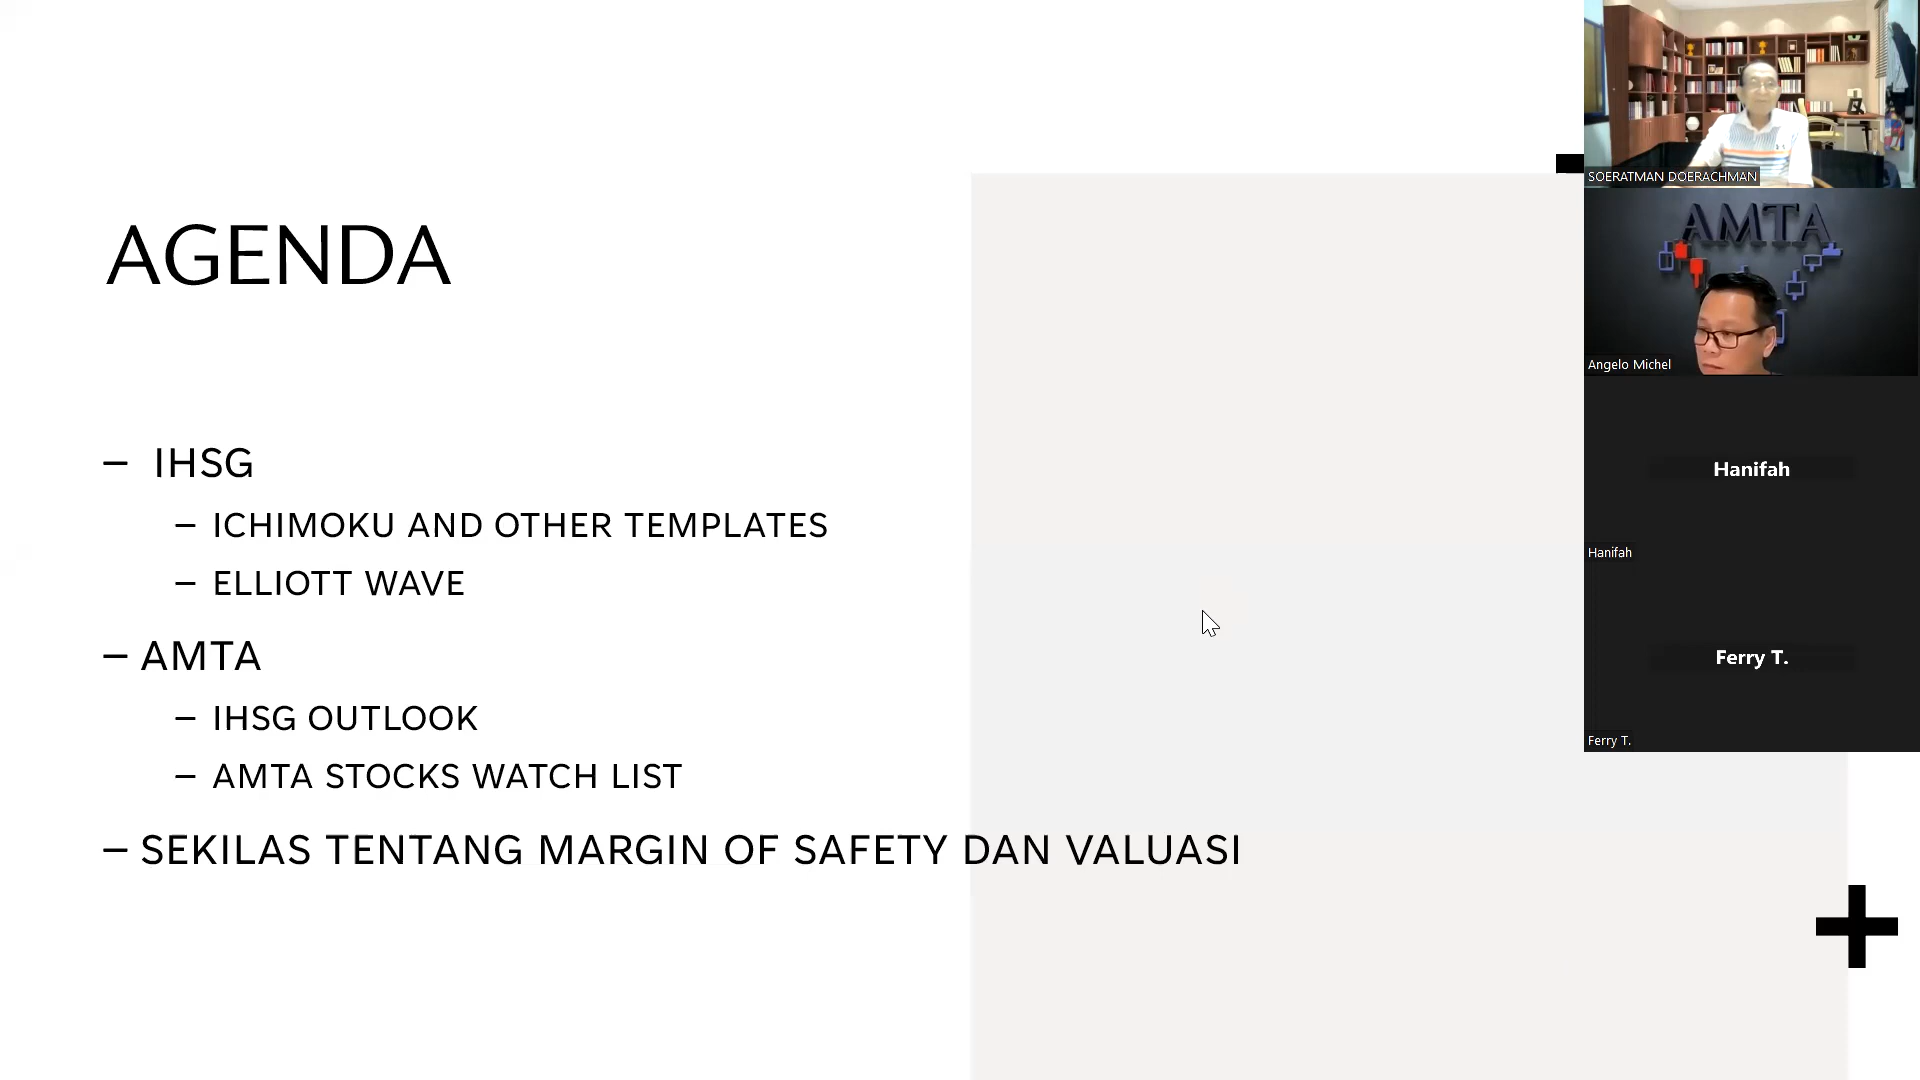 AGENDA
– IHSG
– ICHIMOKU AND OTHER TEMPLATES
– ELLIOTT WAVE
– AMTA
– IHSG OUTLOOK
– AMTA STOCKS WATCH LIST
– SEKILAS TENTANG MARGIN OF SAFETY DAN VALUASI
SOERATMAN DOERACHMAN
AMTA
Angelo Michel
Hanifah
Hanifah
Ferry T.
Ferry T.